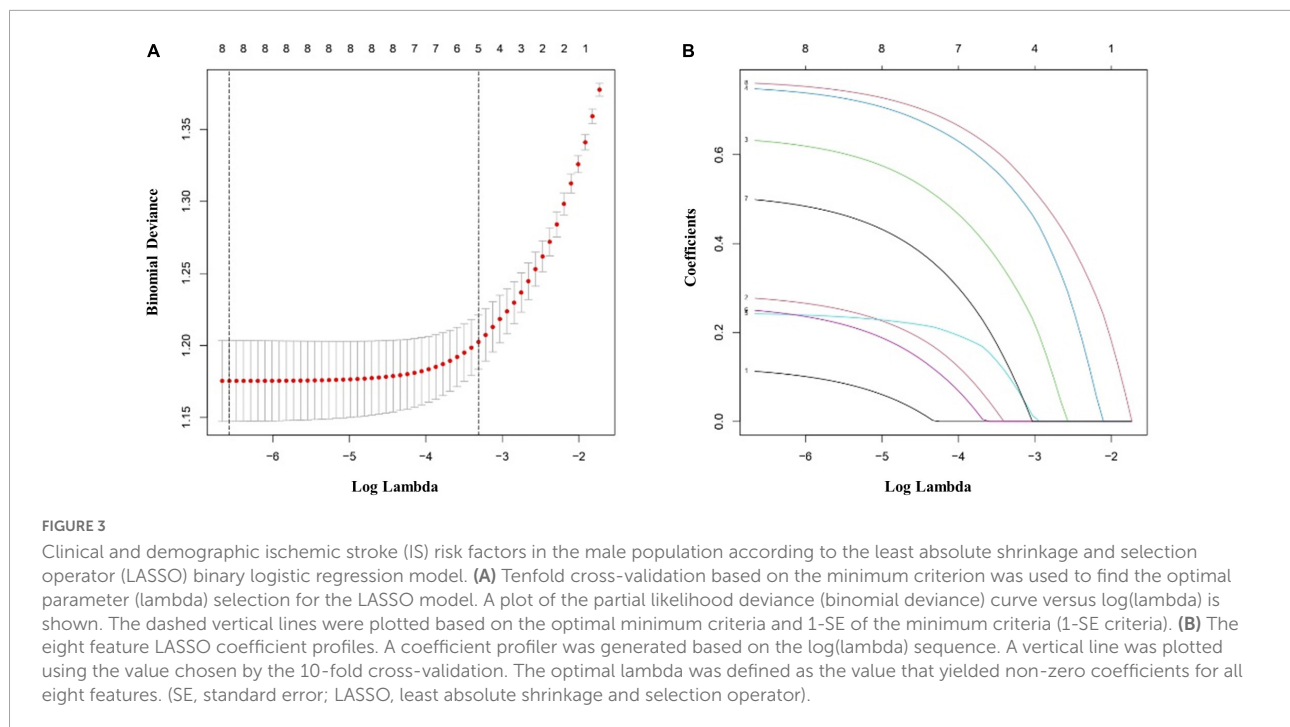 A
8 8 8 8 8 8 8 8 8 7 7 6 5 4 3 2 2 1
Binomial Deviance
1.35
1.30
1.25
1.20
1.15
−6 −5 −4 −3 −2
Log Lambda
B
8 8 7 4 1
Coefficients
0.6
0.4
0.2
0.0
4
3
7
2
1
−6 −5 −4 −3 −2
Log Lambda
FIGURE 3
Clinical and demographic ischemic stroke (IS) risk factors in the male population according to the least absolute shrinkage and selection
operator (LASSO) binary logistic regression model. (A) Tenfold cross-validation based on the minimum criterion was used to find the optimal
parameter (lambda) selection for the LASSO model. A plot of the partial likelihood deviance (binomial deviance) curve versus log(lambda) is
shown. The dashed vertical lines were plotted based on the optimal minimum criteria and 1-SE of the minimum criteria (1-SE criteria). (B) The
eight feature LASSO coefficient profiles. A coefficient profiler was generated based on the log(lambda) sequence. A vertical line was plotted
using the value chosen by the 10-fold cross-validation. The optimal lambda was defined as the value that yielded non-zero coefficients for all
eight features. (SE, standard error; LASSO, least absolute shrinkage and selection operator).